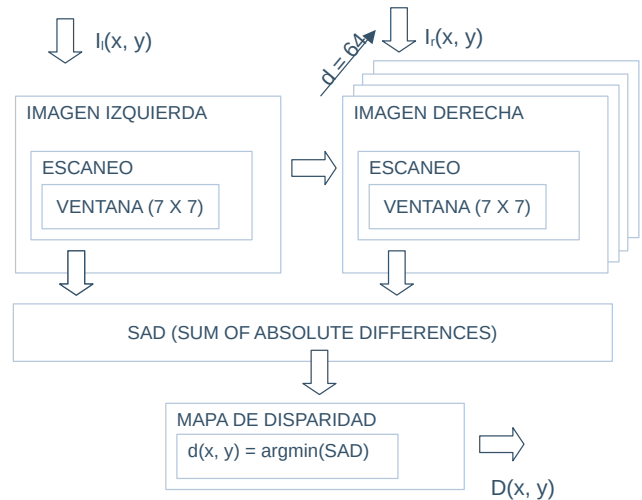 Iₗ(x, y)
d = 64
Iᵣ(x, y)
IMAGEN IZQUIERDA
ESCANEO
VENTANA (7 X 7)
IMAGEN DERECHA
ESCANEO
VENTANA (7 X 7)
SAD (SUM OF ABSOLUTE DIFFERENCES)
MAPA DE DISPARIDAD
d(x, y) = argmin(SAD)
D(x, y)